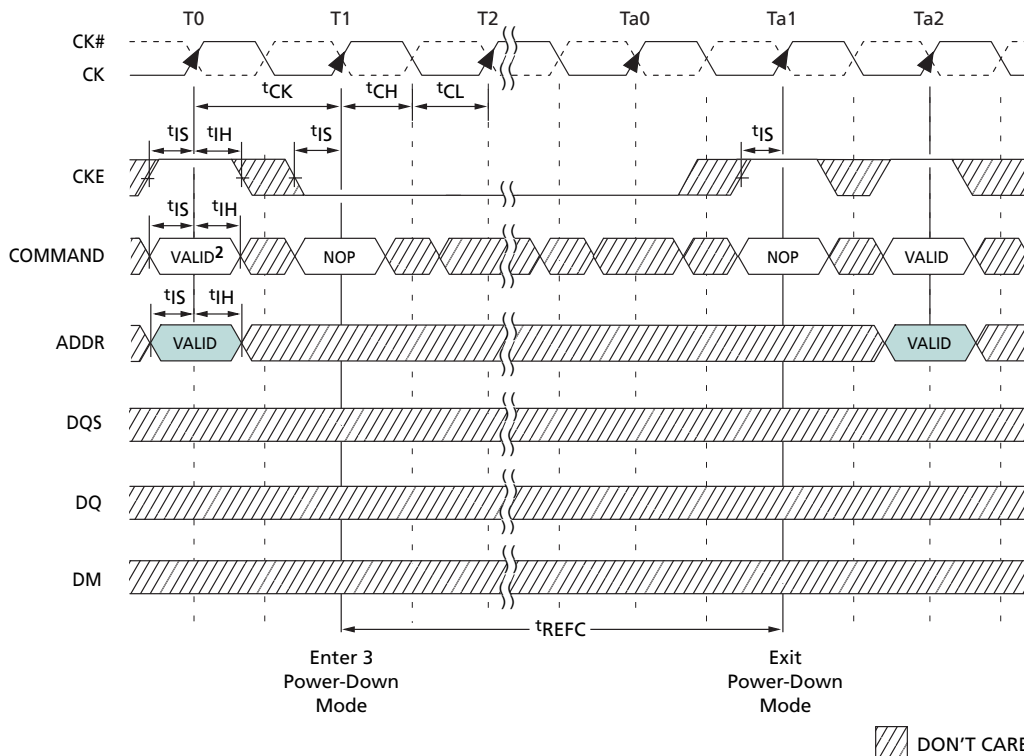 T0 T1 T2 Ta0 Ta1 Ta2
CK#
CK
tCK tCH tCL
tIS tIH tIS tIS
CKE
tIS tIH
COMMAND VALID2 NOP NOP VALID
tIS tIH
ADDR VALID VALID
DQS
DQ
DM
tREFC
Enter 3
Power-Down
Mode
Exit
Power-Down
Mode
DON'T CARE